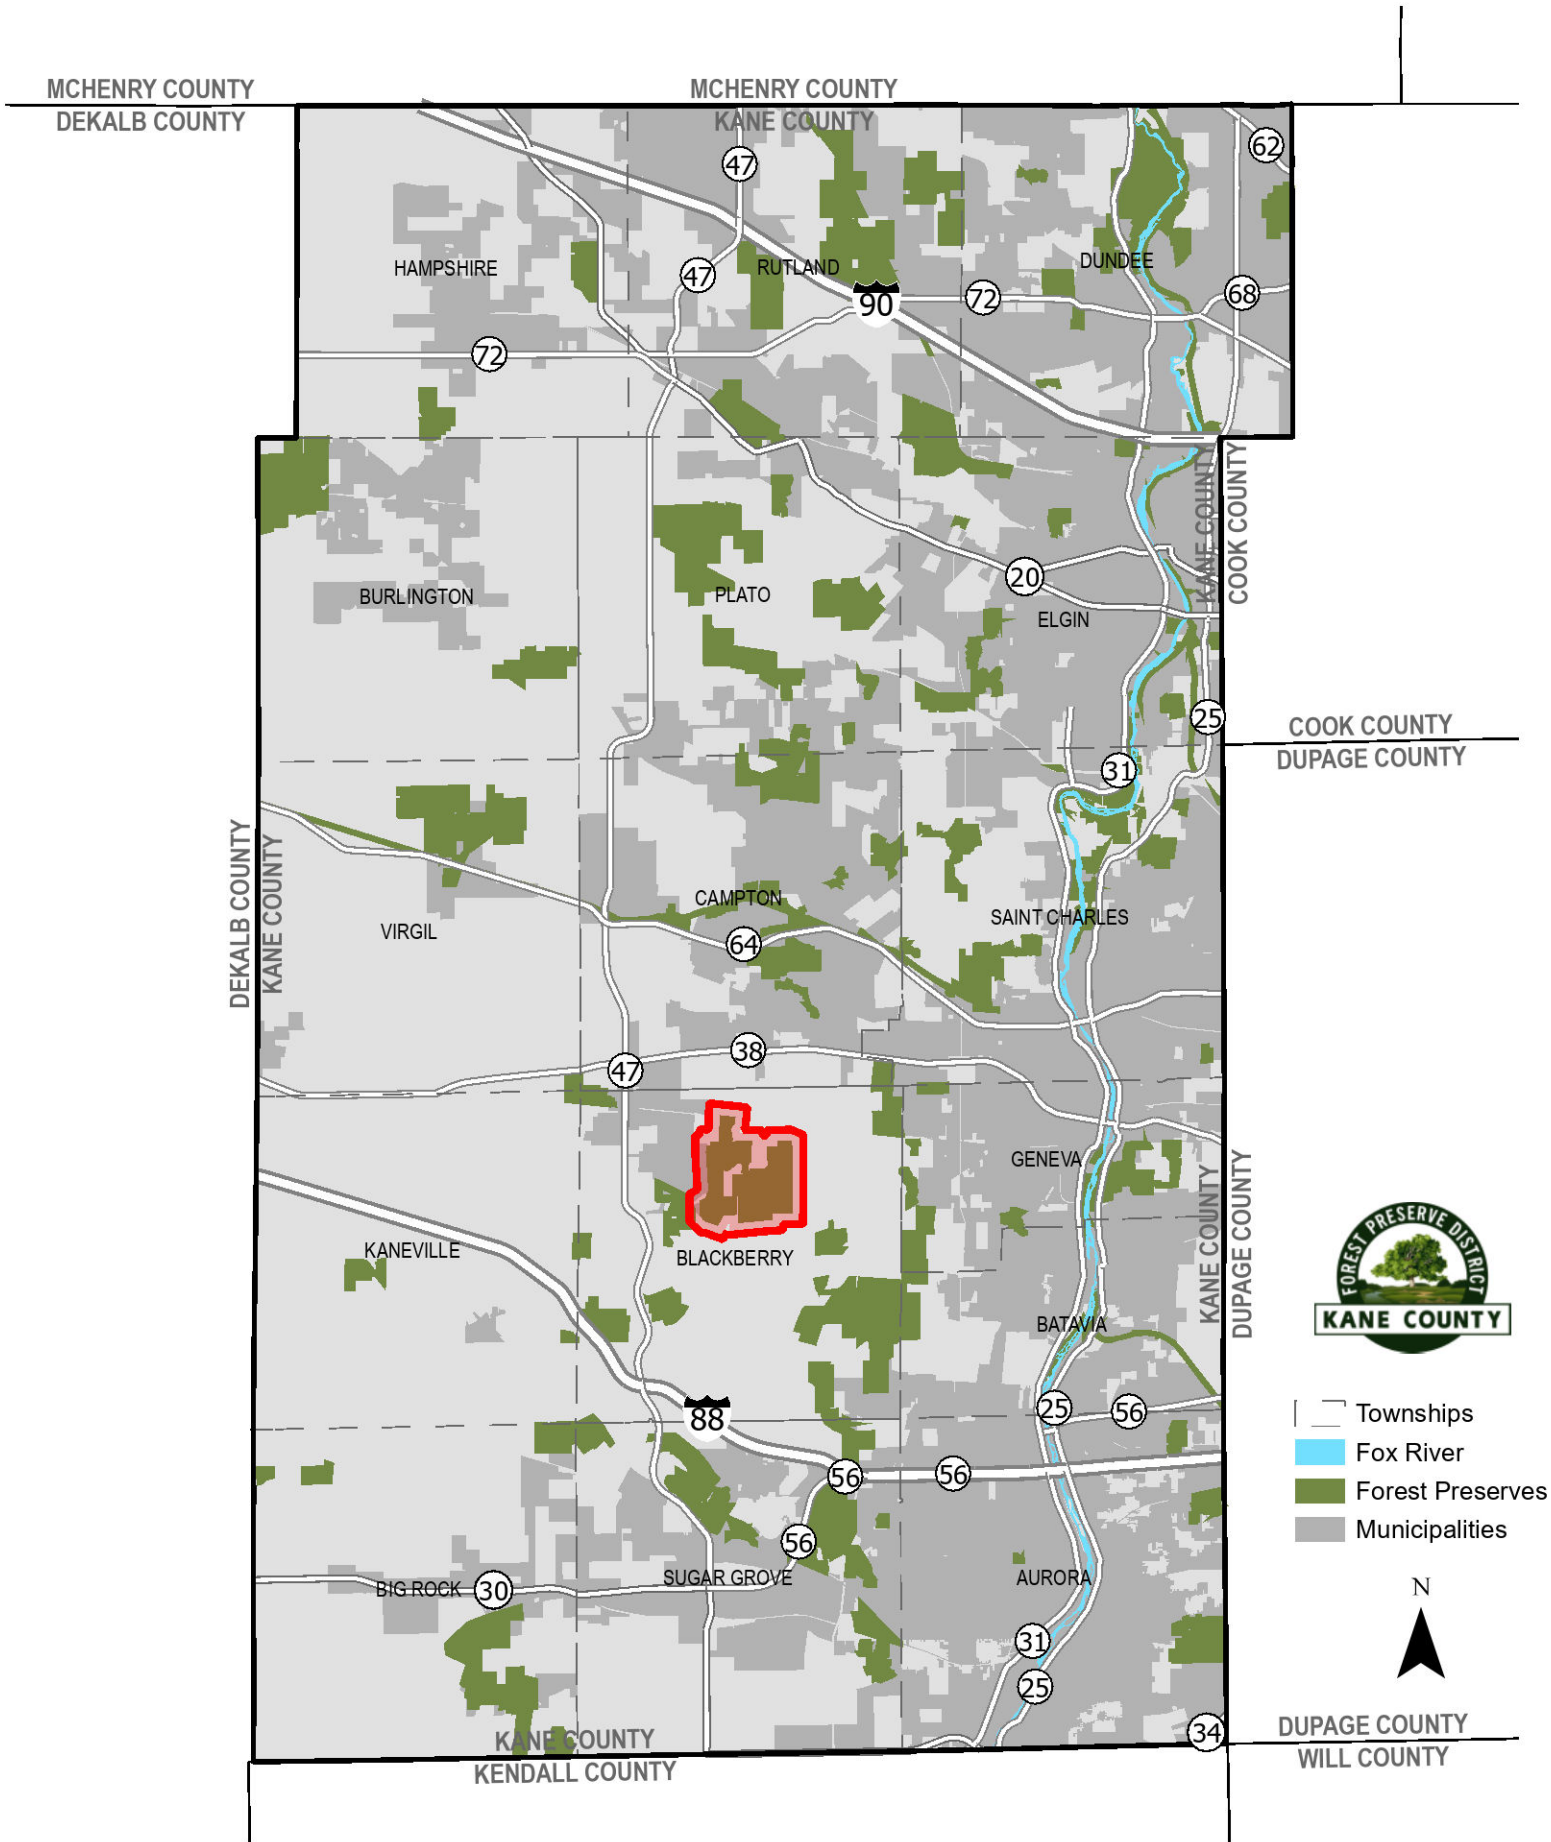 MCHENRY COUNTY
DEKALB COUNTY
MCHENRY COUNTY
KANE COUNTY
62
47
HAMPSHIRE
47
RUTLAND
DUNDEE
90
72
68
72
KANE COUNTY
COOK COUNTY
20
BURLINGTON
PLATO
ELGIN
25
COOK COUNTY
DUPAGE COUNTY
31
DEKALB COUNTY
KANE COUNTY
CAMPTON
SAINT CHARLES
VIRGIL
64
38
47
GENEVA
KANE COUNTY
DUPAGE COUNTY
KANEVILLE
BLACKBERRY
BATAVIA
FOREST PRESERVE DISTRICT
KANE COUNTY
88
25
56
Townships
Fox River
Forest Preserves
Municipalities
56
56
56
SUGAR GROVE
AURORA
BIG ROCK
30
N
31
25
34
KANE COUNTY
KENDALL COUNTY
DUPAGE COUNTY
WILL COUNTY